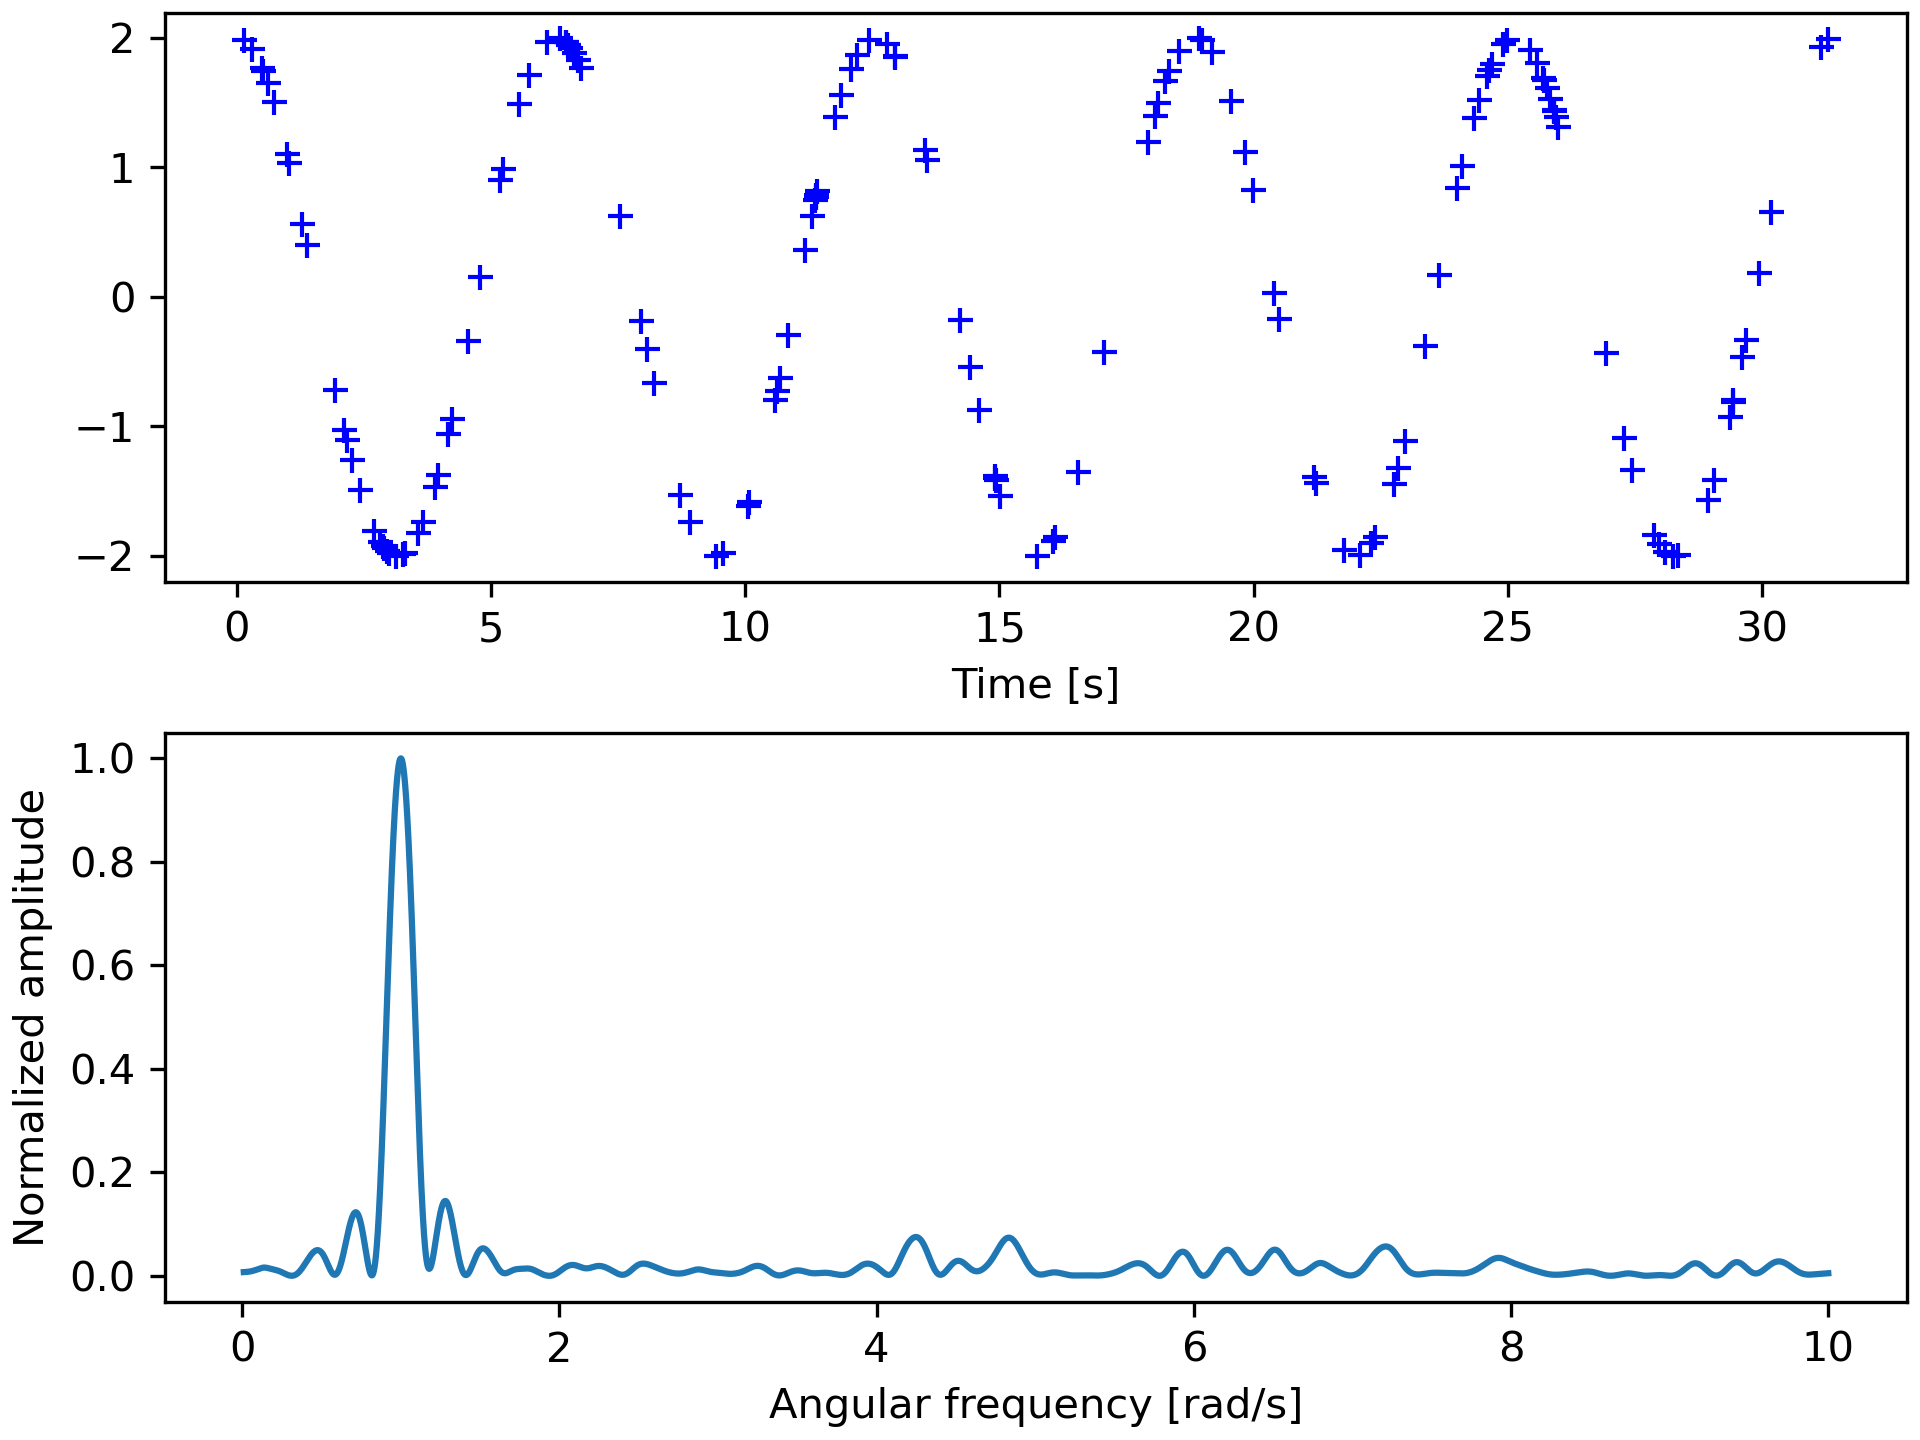 2
1
0
−1
−2
0 5 10 15 20 25 30
Time [s]
Normalized amplitude
1.0
0.8
0.6
0.4
0.2
0.0
0 2 4 6 8 10
Angular frequency [rad/s]